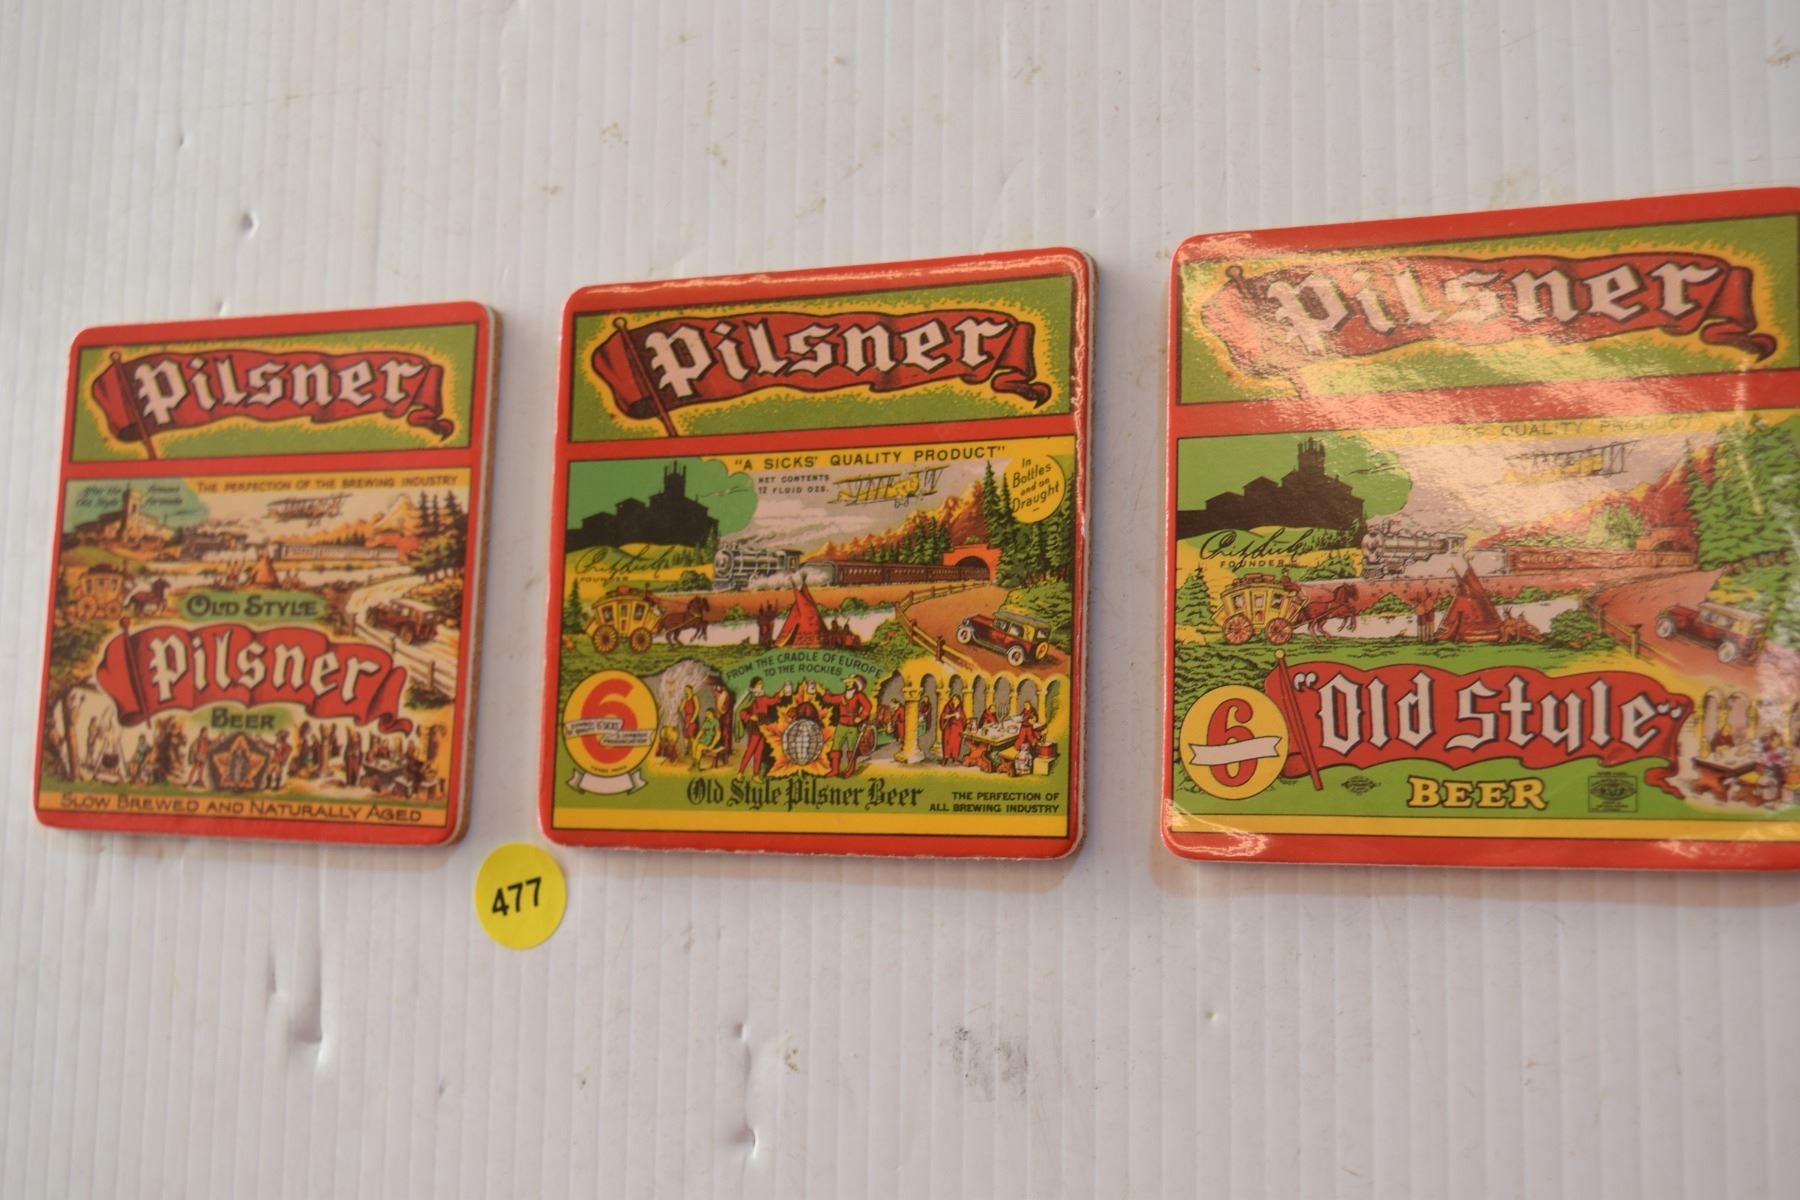 Pilsner
THE PERFECTION OF THE BREWING INDUSTRY
OLD STYLE
Pilsner
BEER
SLOW BREWED AND NATURALLY AGED
477
Pilsner
"A SICKS' QUALITY PRODUCT"
NET CONTENTS
12 FLUID OZS.
In
Bottles
and on
Draught
FOUNDER
FROM THE CRADLE OF EUROPE
TO THE ROCKIES
6
Old Style Pilsner Beer
THE PERFECTION OF
ALL BREWING INDUSTRY
Pilsner
"A SICKS' QUALITY PRODUCT
FOUNDER
6
"Old Style"
BEER